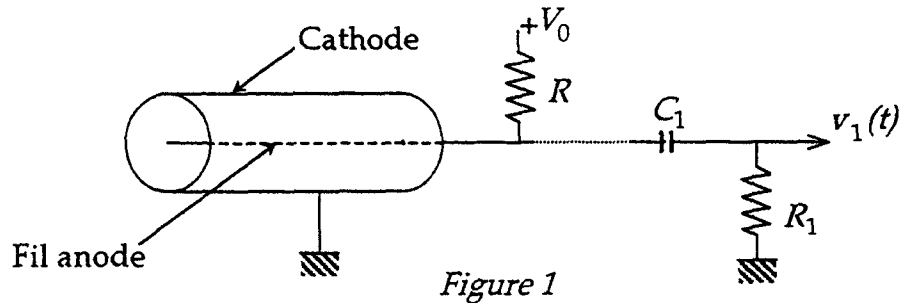 Cathode
+V₀
R
C₁
v₁(t)
R₁
Fil anode
Figure 1